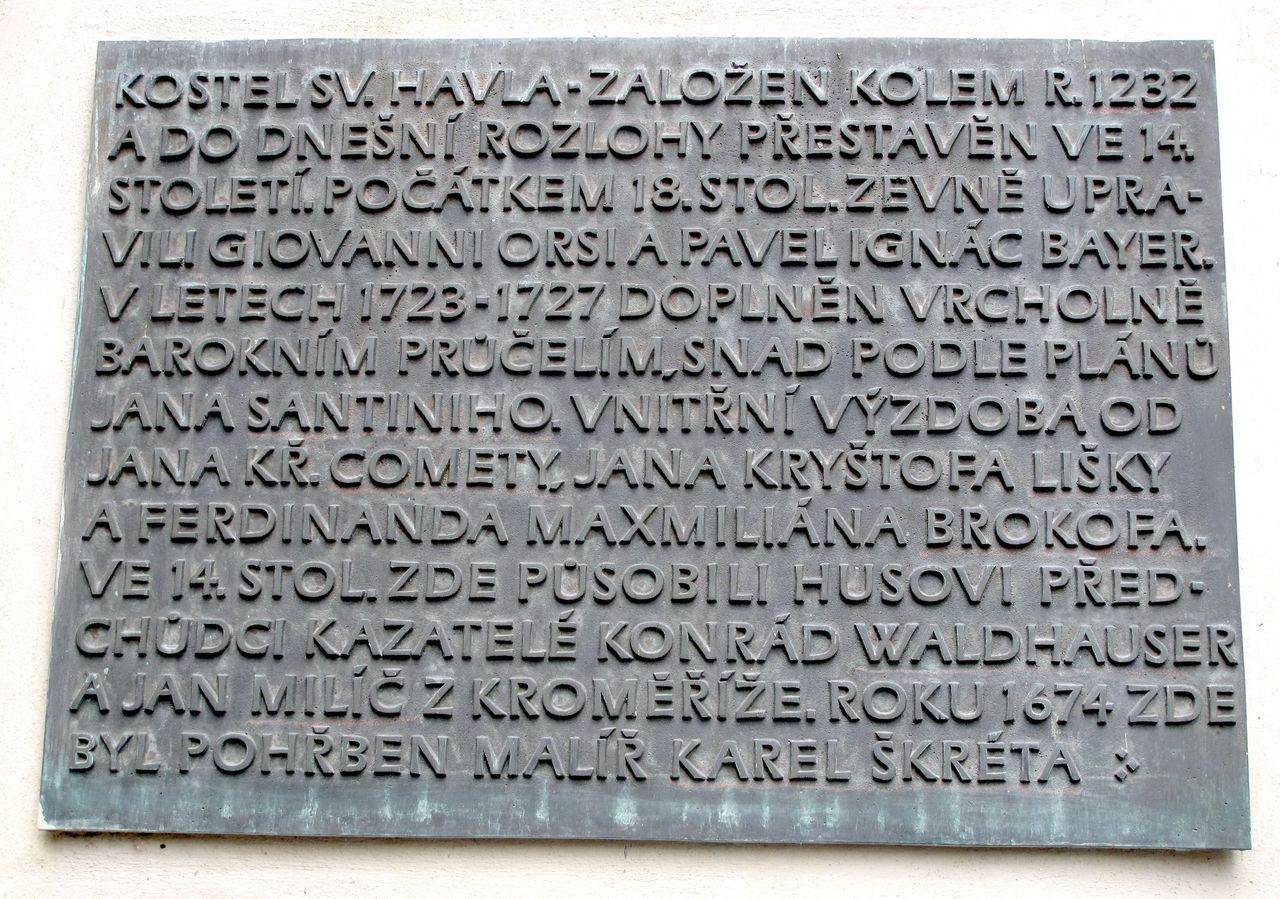 KOSTEL SV. HAVLA - ZALOŽEN KOLEM R. 1232
A DO DNEŠNÍ ROZLOHY PŘESTAVĚN VE 14.
STOLETÍ. POČÁTKEM 18. STOL. ZEVNĚ UPRA-
VILI GIOVANNI ORSI A PAVEL IGNÁC BAYER.
V LETECH 1723 - 1727 DOPLNĚN VRCHOLNĚ
BAROKNÍM PRŮČELÍM, SNAD PODLE PLÁNŮ
JANA SANTINIHO. VNITŘNÍ VÝZDOBA OD
JANA KŘ. COMETY, JANA KRYŠTOFA LIŠKY
A FERDINANDA MAXMILIÁNA BROKOFA.
VE 14. STOL. ZDE PŮSOBILI HUSOVI PŘED-
CHŮDCI KAZATELÉ KONRÁD WALDHAUSER
A JAN MILÍČ Z KROMĚŘÍŽE. ROKU 1674 ZDE
BYL POHŘBEN MALÍŘ KAREL ŠKRÉTA